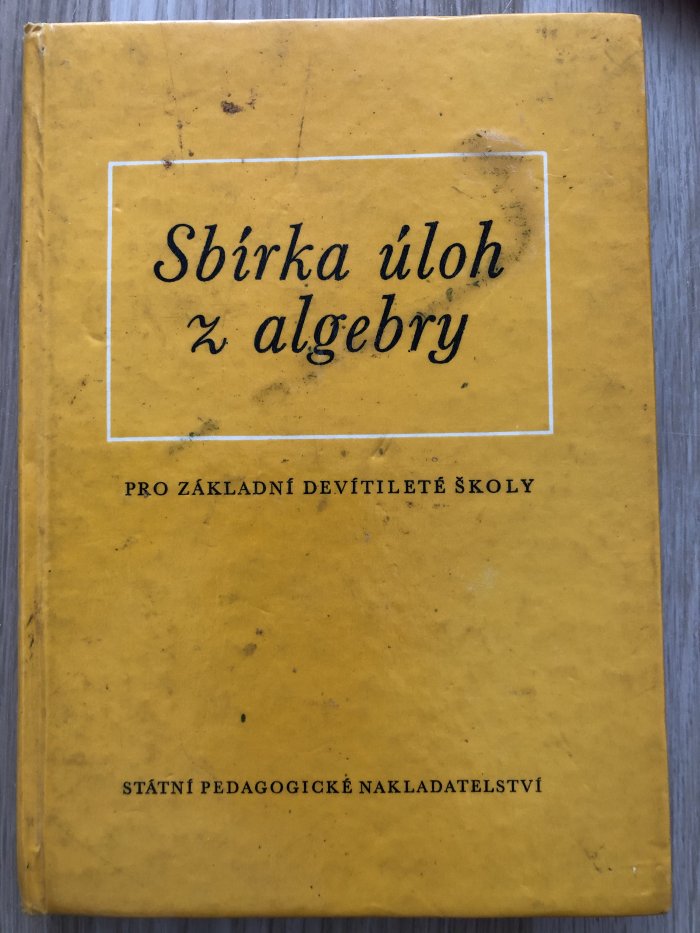 Sbírka úloh
z algebry
PRO ZÁKLADNÍ DEVÍTILETÉ ŠKOLY
STÁTNÍ PEDAGOGICKÉ NAKLADATELSTVÍ